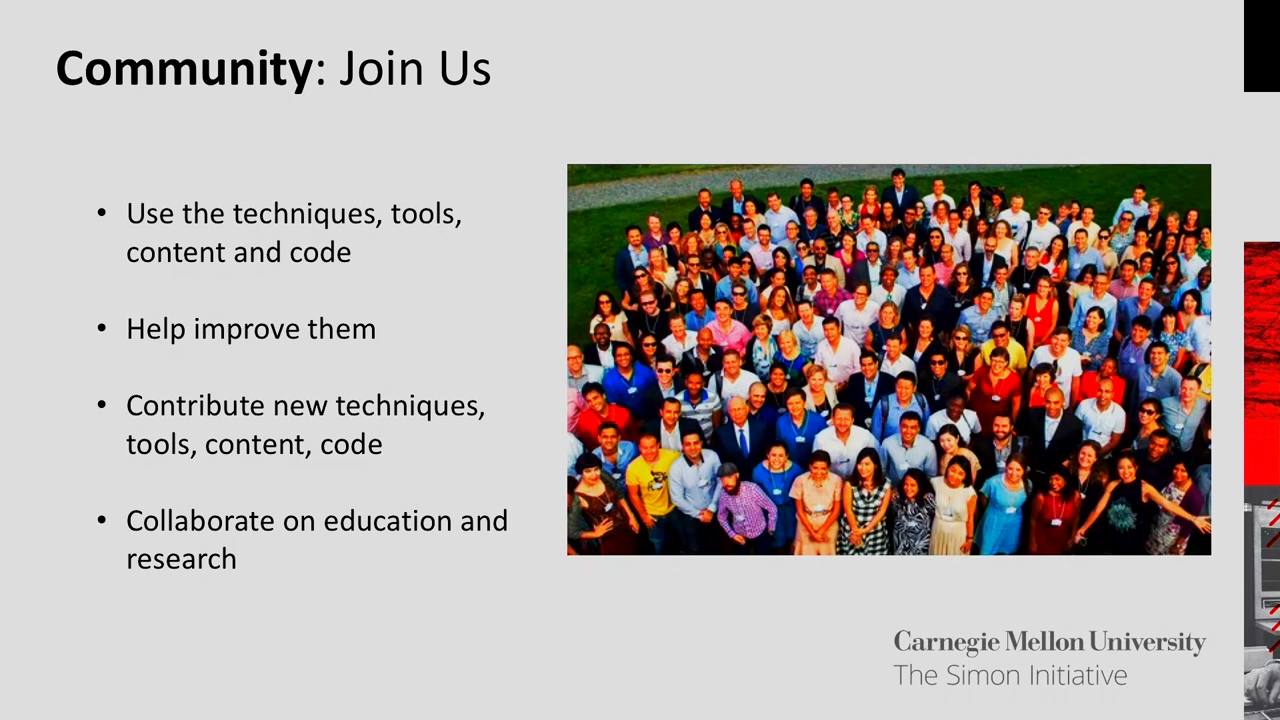 Community: Join Us
• Use the techniques, tools,
content and code
• Help improve them
• Contribute new techniques,
tools, content, code
• Collaborate on education and
research
Carnegie Mellon University
The Simon Initiative